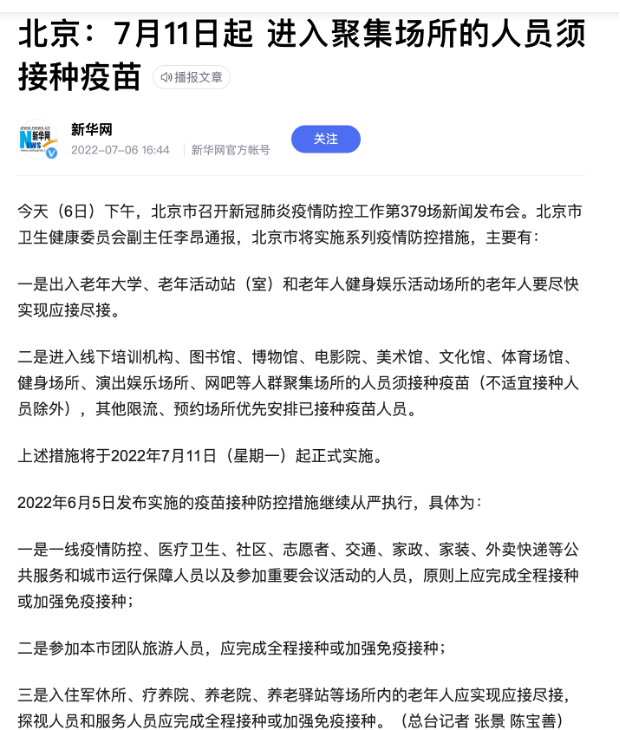 北京：7月11日起 进入聚集场所的人员须
接种疫苗 播报文章
新华网
2022-07-06 16:44 新华网官方帐号
关注
新华网
NEWS
今天（6日）下午，北京市召开新冠肺炎疫情防控工作第379场新闻发布会。北京市
卫生健康委员会副主任李昂通报，北京市将实施系列疫情防控措施，主要有：
一是出入老年大学、老年活动站（室）和老年人健身娱乐活动场所的老年人要尽快
实现应接尽接。
二是进入线下培训机构、图书馆、博物馆、电影院、美术馆、文化馆、体育场馆、
健身场所、演出娱乐场所、网吧等人群聚集场所的人员须接种疫苗（不适宜接种人
员除外），其他限流、预约场所优先安排已接种疫苗人员。
上述措施将于2022年7月11日（星期一）起正式实施。
2022年6月5日发布实施的疫苗接种防控措施继续从严执行，具体为：
一是一线疫情防控、医疗卫生、社区、志愿者、交通、家政、家装、外卖快递等公
共服务和城市运行保障人员以及参加重要会议活动的人员，原则上应完成全程接种
或加强免疫接种；
二是参加本市团队旅游人员，应完成全程接种或加强免疫接种；
三是入住军休所、疗养院、养老院、养老驿站等场所内的老年人应实现应接尽接，
探视人员和服务人员应完成全程接种或加强免疫接种。（总台记者 张景 陈宝善）